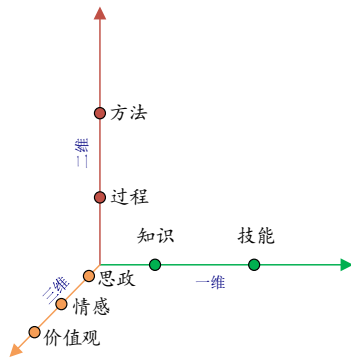 方法
二维
过程
知识
技能
一维
思政
三维
情感
价值观